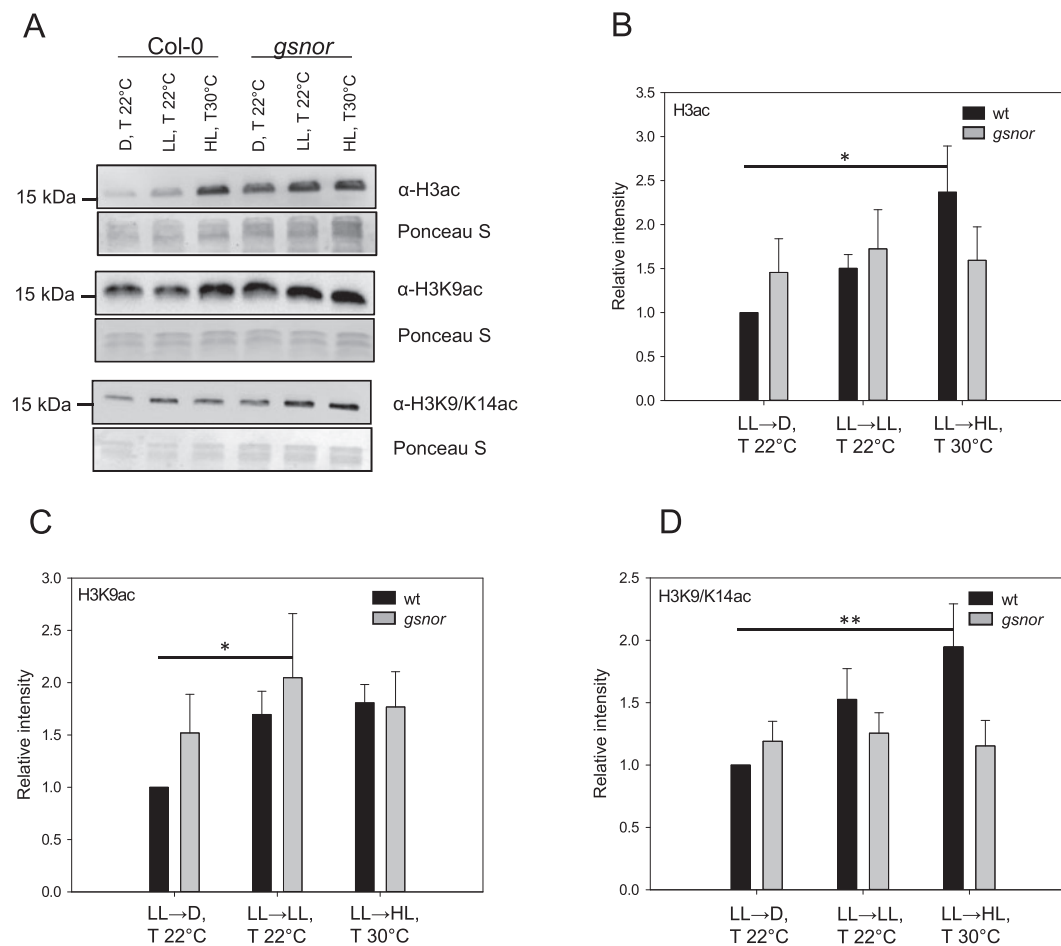 A
Col-0
gsnor
D, T 22°C
LL, T 22°C
HL, T30°C
D, T 22°C
LL, T 22°C
HL, T30°C
15 kDa
α-H3ac
Ponceau S
15 kDa
α-H3K9ac
Ponceau S
15 kDa
α-H3K9/K14ac
Ponceau S
B
H3ac
wt
gsnor
*
Relative intensity
3.5
3.0
2.5
2.0
1.5
1.0
0.5
0.0
LL→D,
T 22°C
LL→LL,
T 22°C
LL→HL,
T 30°C
C
H3K9ac
wt
gsnor
*
Relative intensity
3.0
2.5
2.0
1.5
1.0
0.5
0.0
LL→D,
T 22°C
LL→LL,
T 22°C
LL→HL,
T 30°C
D
H3K9/K14ac
wt
gsnor
**
Relative intensity
2.5
2.0
1.5
1.0
0.5
0.0
LL→D,
T 22°C
LL→LL,
T 22°C
LL→HL,
T 30°C